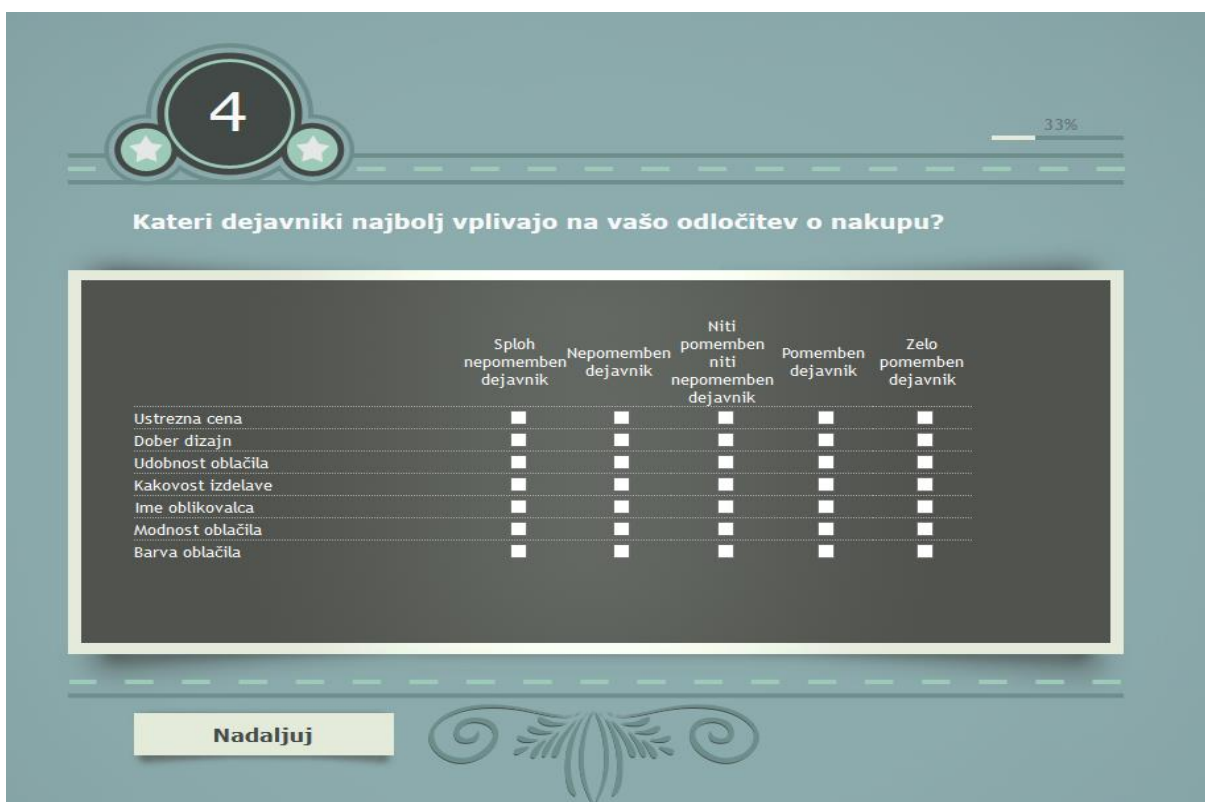 4
33%
Kateri dejavniki najbolj vplivajo na vašo odločitev o nakupu?
Sploh nepomemben dejavnik
Nepomemben dejavnik
Niti pomemben niti nepomemben dejavnik
Pomemben dejavnik
Zelo pomemben dejavnik
Ustrezna cena
Dober dizajn
Udobnost oblačila
Kakovost izdelave
Ime oblikovalca
Modnost oblačila
Barva oblačila
Nadaljuj